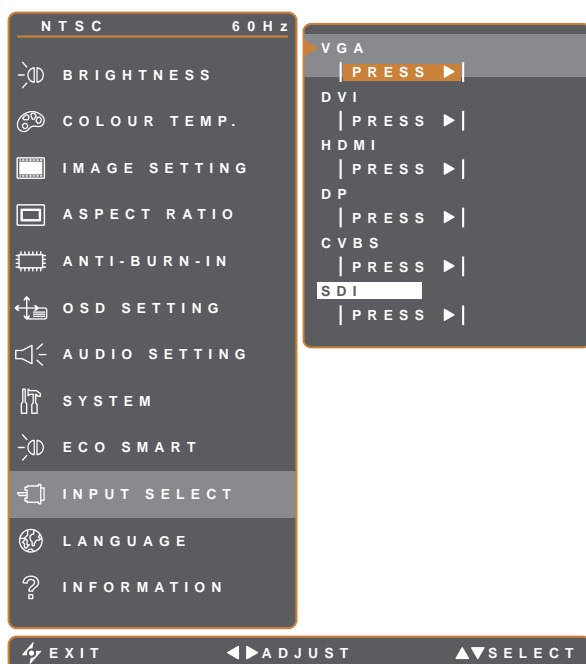 NTSC 60Hz
BRIGHTNESS
COLOUR TEMP.
IMAGE SETTING
ASPECT RATIO
ANTI-BURN-IN
OSD SETTING
AUDIO SETTING
SYSTEM
ECO SMART
INPUT SELECT
LANGUAGE
INFORMATION
VGA
PRESS
DVI
PRESS
HDMI
PRESS
DP
PRESS
CVBS
PRESS
SDI
PRESS
EXIT ADJUST SELECT